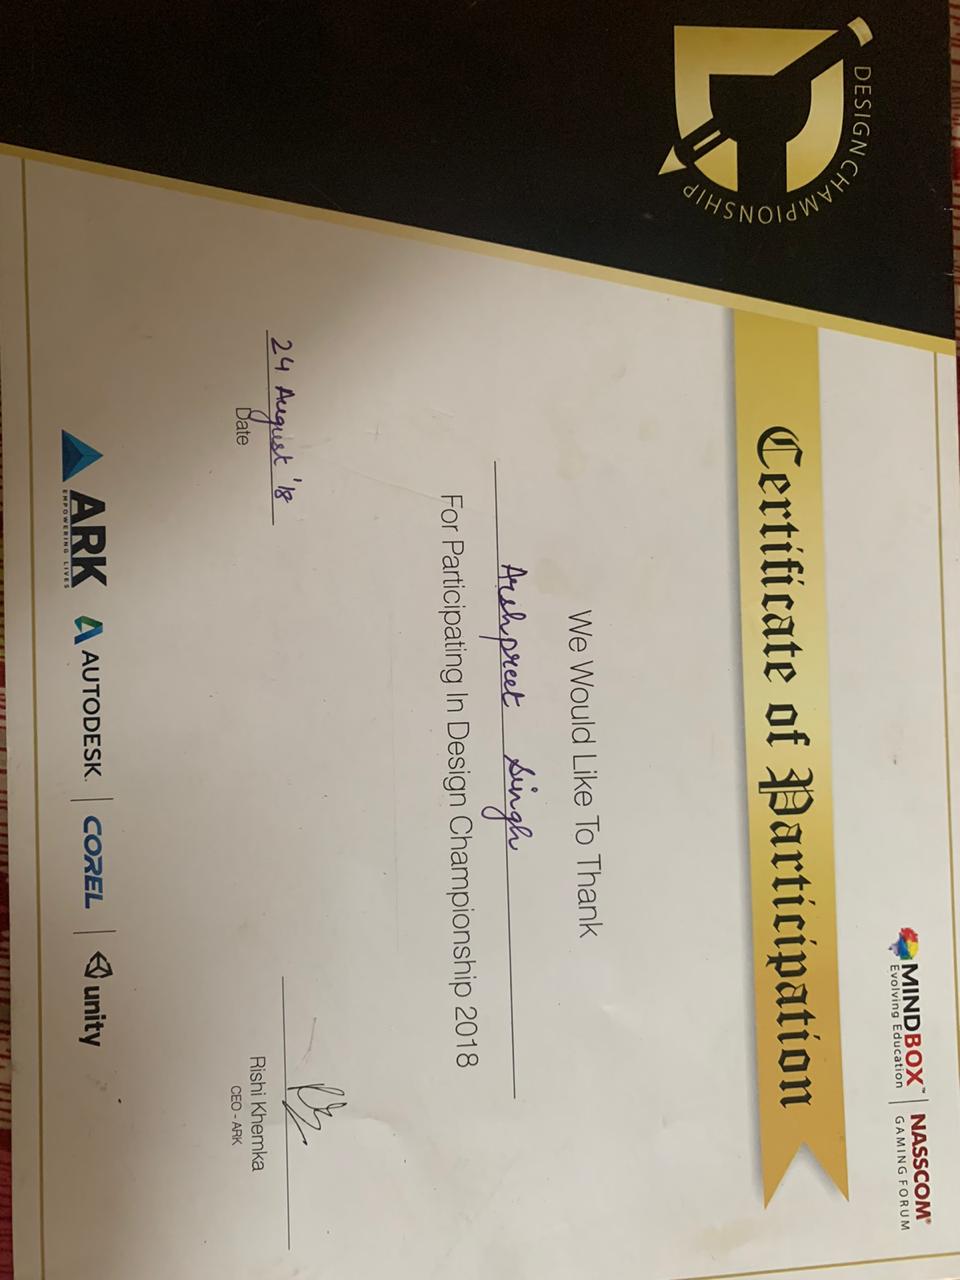 DESIGN CHAMPIONSHIP
MINDBOX™ | NASSCOM®
Evolving Education | GAMING FORUM
Certificate of Participation
We Would Like To Thank
Arshpreet Singh
For Participating In Design Championship 2018
24 August '18
Date
Rishi Khemka
CEO - ARK
ARK
EMPOWERING LIVES
AUTODESK. | COREL | unity